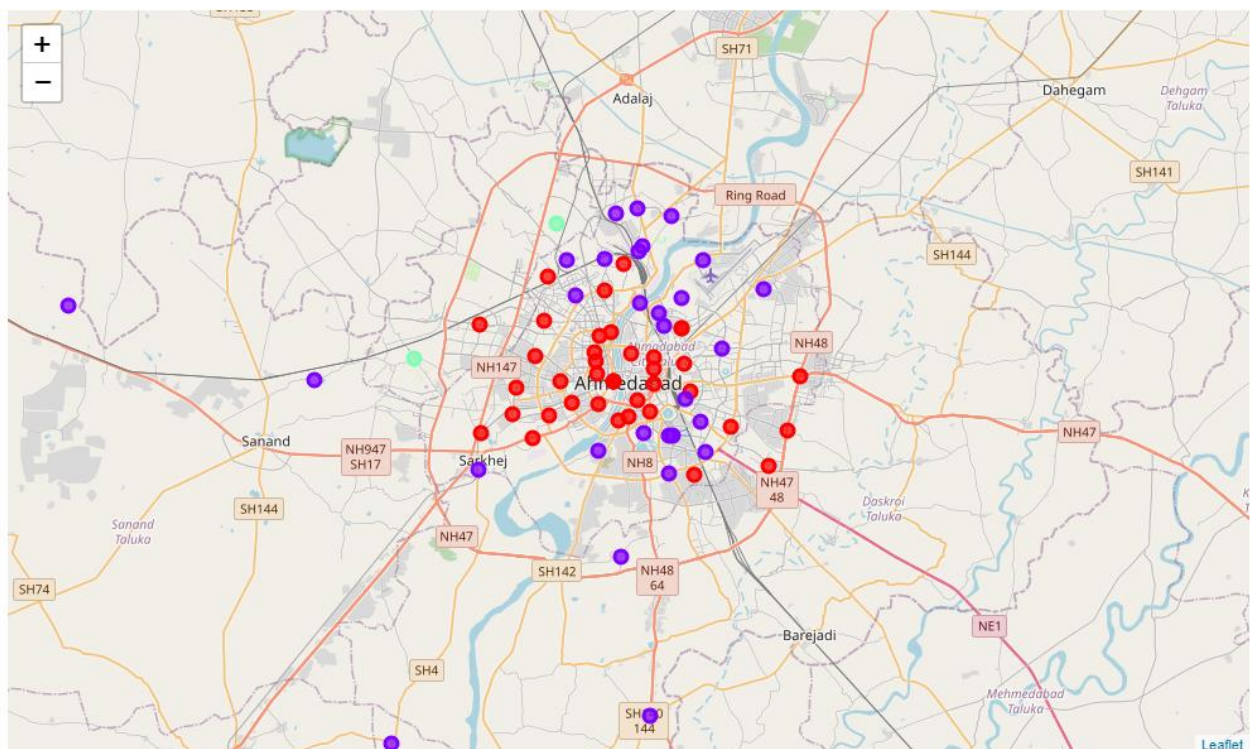 +
−
SH71
Adalaj
Dahegam
Dehgam
Taluka
SH141
Ring Road
SH144
NH48
NH147
Ahmedabad
Sanand
NH947
SH17
Sarkhej
NH8
NH47
NH47
48
SH144
Daskroi
Taluka
Sanand
Taluka
NH47
SH142
NH48
64
SH74
NE1
Barejadi
SH4
Mehmedabad
Taluka
144
Leaflet